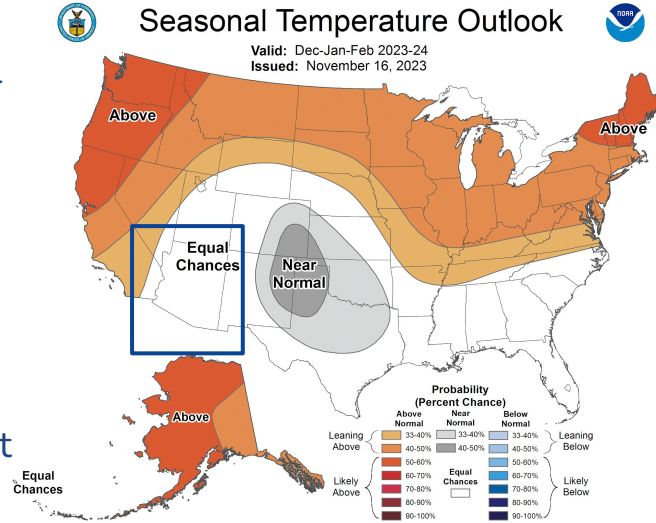 Seasonal Temperature Outlook
NOAA
Valid: Dec-Jan-Feb 2023-24
Issued: November 16, 2023
Above
Above
Equal
Chances
Near
Normal
Above
t
Equal
Chances
Probability
(Percent Chance)
Above
Normal
Near
Normal
Below
Normal
Leaning
Above
33-40%
40-50%
33-40%
40-50%
33-40%
40-50%
Leaning
Below
Likely
Above
50-60%
60-70%
70-80%
80-90%
90-100%
Equal
Chances
50-60%
60-70%
70-80%
80-90%
90-100%
Likely
Below